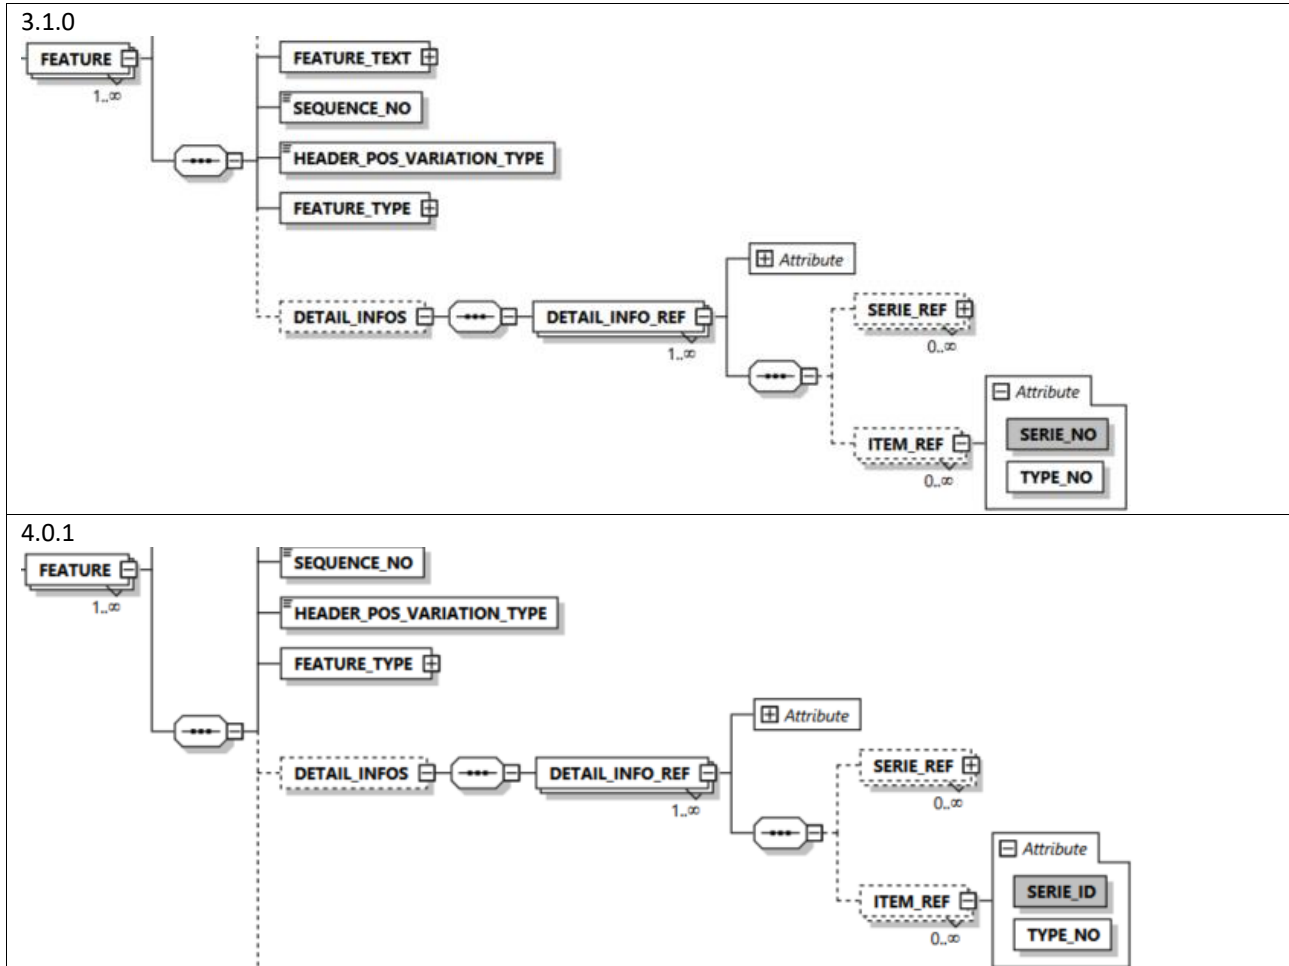 3.1.0
FEATURE
1..∞
FEATURE_TEXT
SEQUENCE_NO
HEADER_POS_VARIATION_TYPE
FEATURE_TYPE
DETAIL_INFOS
DETAIL_INFO_REF
1..∞
Attribute
SERIE_REF
0..∞
ITEM_REF
0..∞
Attribute
SERIE_NO
TYPE_NO
4.0.1
FEATURE
1..∞
SEQUENCE_NO
HEADER_POS_VARIATION_TYPE
FEATURE_TYPE
DETAIL_INFOS
DETAIL_INFO_REF
1..∞
Attribute
SERIE_REF
0..∞
ITEM_REF
0..∞
Attribute
SERIE_ID
TYPE_NO